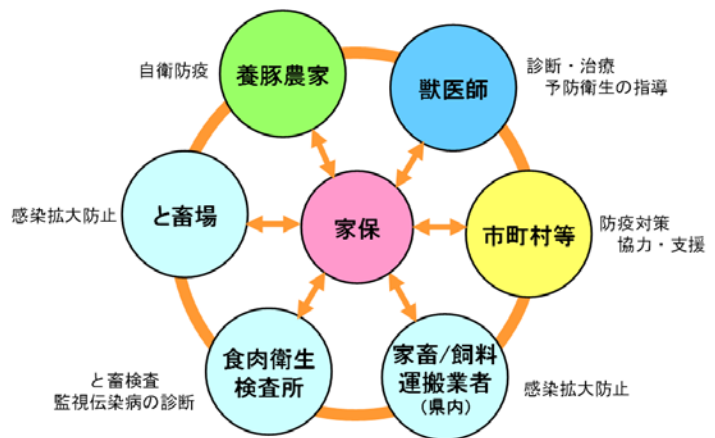 自衛防疫
養豚農家
獣医師
診断・治療
予防衛生の指導
感染拡大防止
と畜場
家保
市町村等
防疫対策
協力・支援
と畜検査
監視伝染病の診断
食肉衛生
検査所
家畜/飼料
運搬業者
（県内）
感染拡大防止